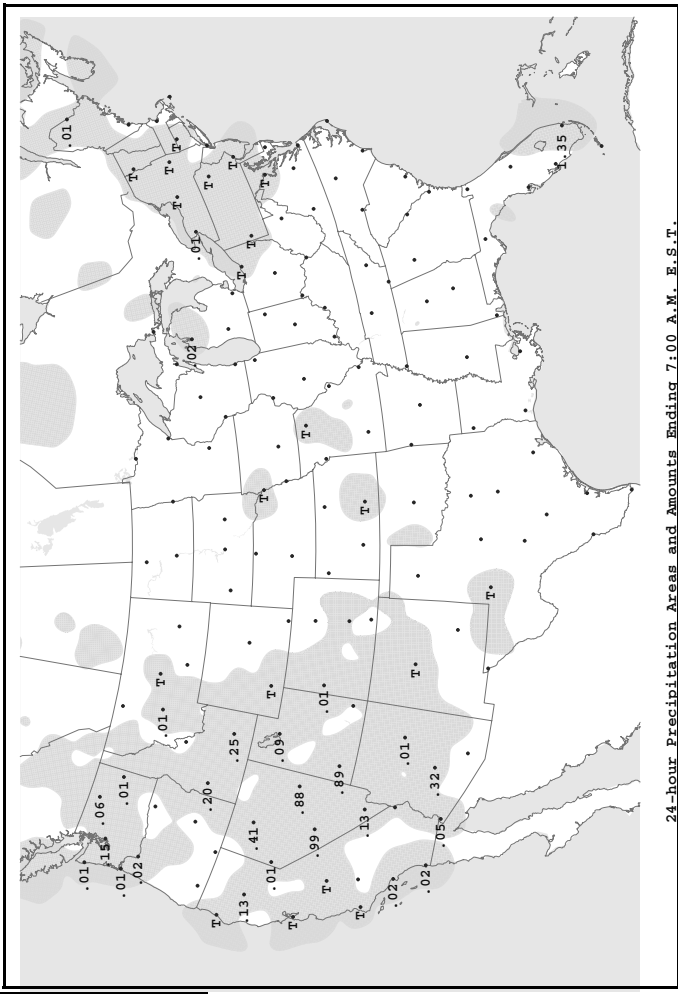 .01
.01
.06
.15
.01
.01
T
.02
T
.01
T
T
T
.02
.01
.20
T
T
T
.25
T
.13
T
.41
T
T
T
.01
.09
T
.88
T
.99
.01
T
.89
T
T
.13
.02
.01
T
.02
.32
.05
T
1.35
24-hour Precipitation Areas and Amounts Ending 7:00 A.M. E.S.T.